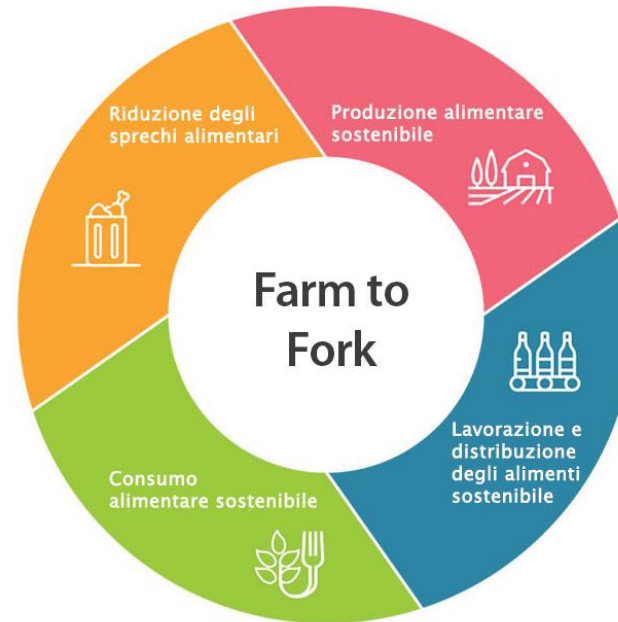 Riduzione degli
sprechi alimentari
Produzione alimentare
sostenibile
Farm to
Fork
Lavorazione e
distribuzione
degli alimenti
sostenibile
Consumo
alimentare sostenibile